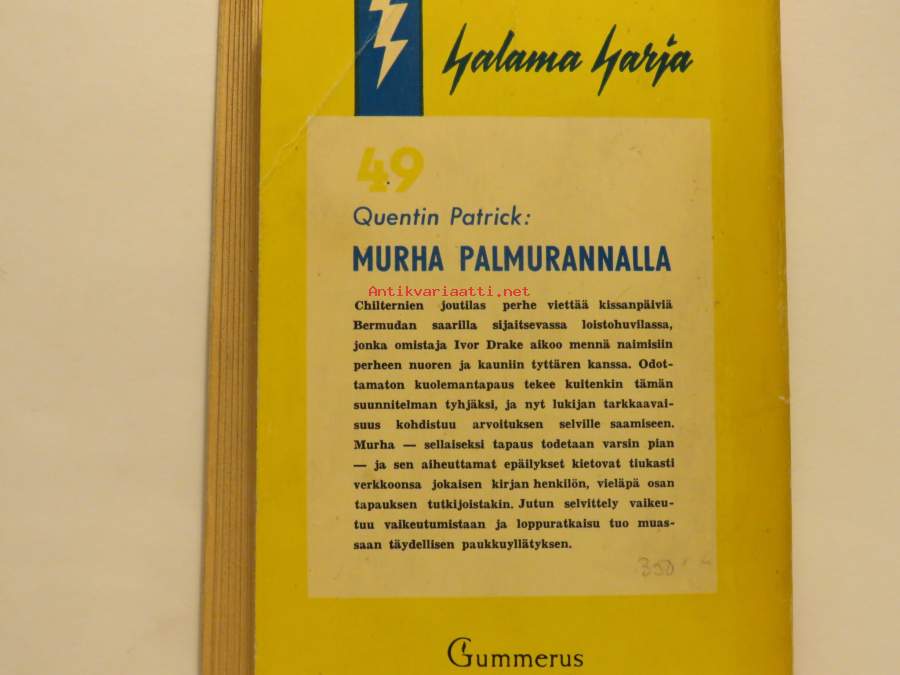 Salama Sarja
49
Quentin Patrick:
MURHA PALMURANNALLA
Antikvariaatti.net
Chilternien joutilas perhe viettää kissanpäiviä
Bermudan saarilla sijaitsevassa loistohuvilassa,
jonka omistaja Ivor Drake aikoo mennä naimisiin
perheen nuoren ja kauniin tyttären kanssa. Odot-
tamaton kuolemantapaus tekee kuitenkin tämän
suunnitelman tyhjäksi, ja nyt lukijan tarkkaavai-
suus kohdistuu arvoituksen selville saamiseen.
Murha — sellaiseksi tapaus todetaan varsin pian
— ja sen aiheuttamat epäilykset kietovat tiukasti
verkkoonsa jokaisen kirjan henkilön, vieläpä osan
tapauksen tutkijoistakin. Jutun selvittely vaikeu-
tuu vaikeutumistaan ja loppuratkaisu tuo muas-
saan täydellisen paukkuyllätyksen.
350
Gummerus